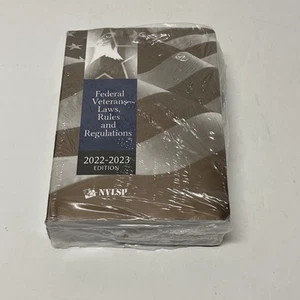 Federal
Veterans
Laws,
Rules and
Regulations
2022-2023
EDITION
NVLSP